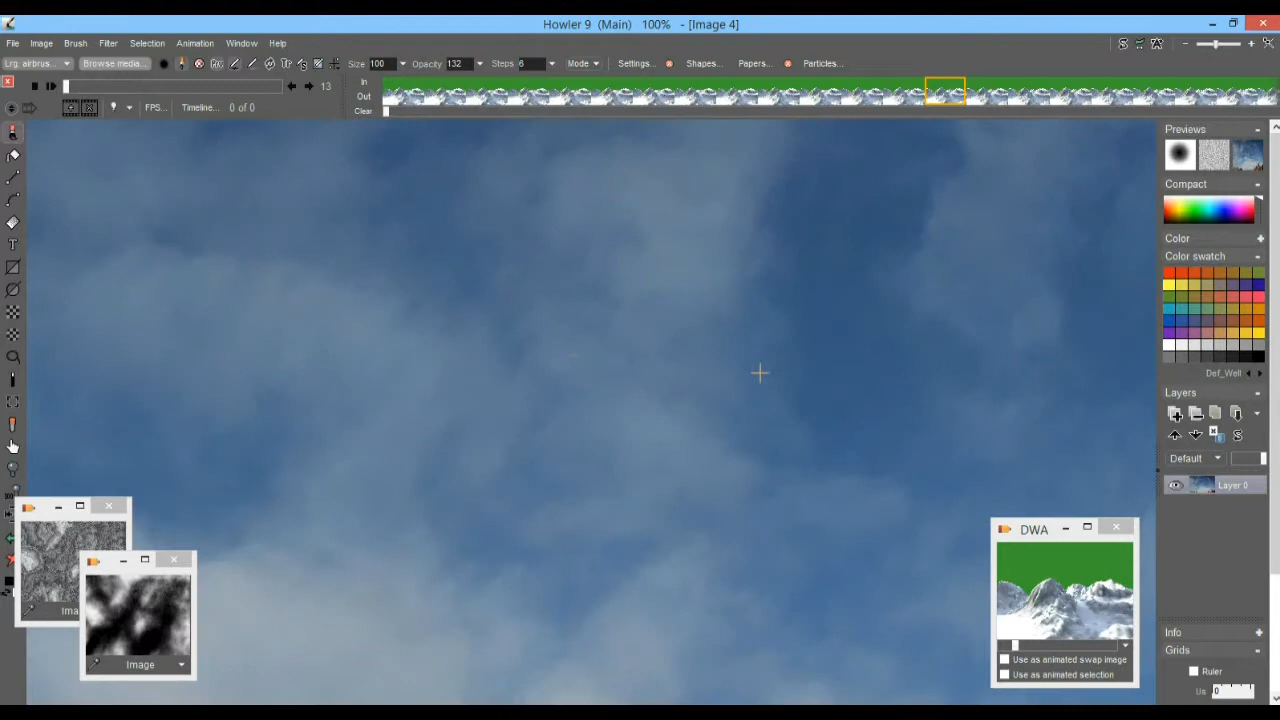 Howler 9 (Main) 100% - [Image 4]
File Image Brush Filter Selection Animation Window Help
Lrg. airbrus... Browse media... Size 100 Opacity 132 Steps 6 Mode Settings... Shapes... Papers... Particles...
13 In
Out
FPS... Timeline... 0 of 0
Clear
Previews
Compact
Color
Color swatch
Def_Well
Layers
Default
Layer 0
DWA
Ima
Image
Use as animated swap image
Use as animated selection
Info
Grids
Ruler
Us 0